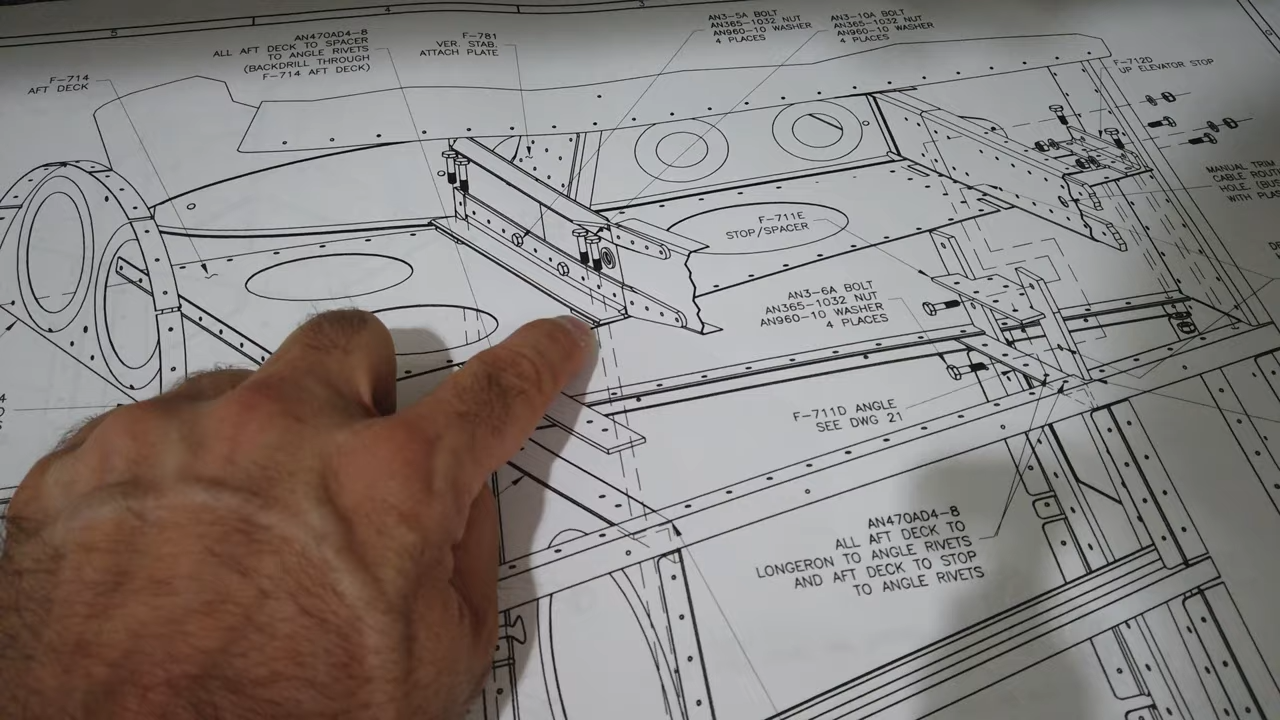 5
4
3
AN3-5A BOLT
AN365-1032 NUT
AN960-10 WASHER
4 PLACES
AN3-10A BOLT
AN365-1032 NUT
AN960-10 WASHER
4 PLACES
AN470AD4-8
ALL AFT DECK TO SPACER
TO ANGLE RIVETS
(BACKDRILL THROUGH
F-714 AFT DECK)
F-781
VER. STAB.
ATTACH PLATE
F-714
AFT DECK
F-712D
UP ELEVATOR STOP
MANUAL TRIM
CABLE ROUT
HOLE. (BUS
WITH PLAS
F-711E
STOP/SPACER
AN3-6A BOLT
AN365-1032 NUT
AN960-10 WASHER
4 PLACES
F-711D ANGLE
SEE DWG 21
AN470AD4-8
ALL AFT DECK TO
LONGERON TO ANGLE RIVETS
AND AFT DECK TO STOP
TO ANGLE RIVETS